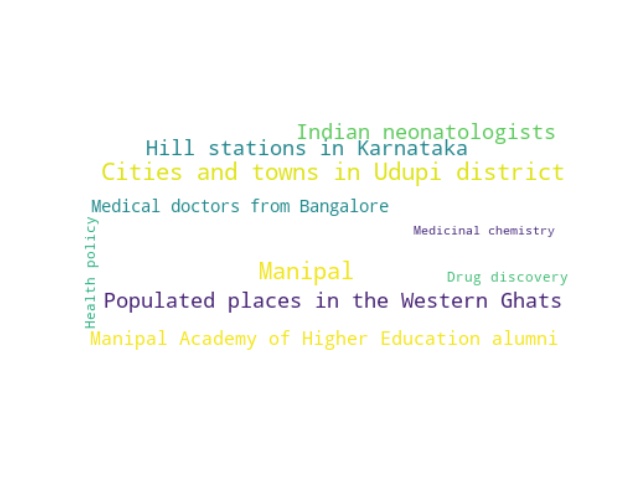 Indian neonatologists
Hill stations in Karnataka
Cities and towns in Udupi district
Medical doctors from Bangalore
Health policy
Medicinal chemistry
Manipal
Drug discovery
Populated places in the Western Ghats
Manipal Academy of Higher Education alumni